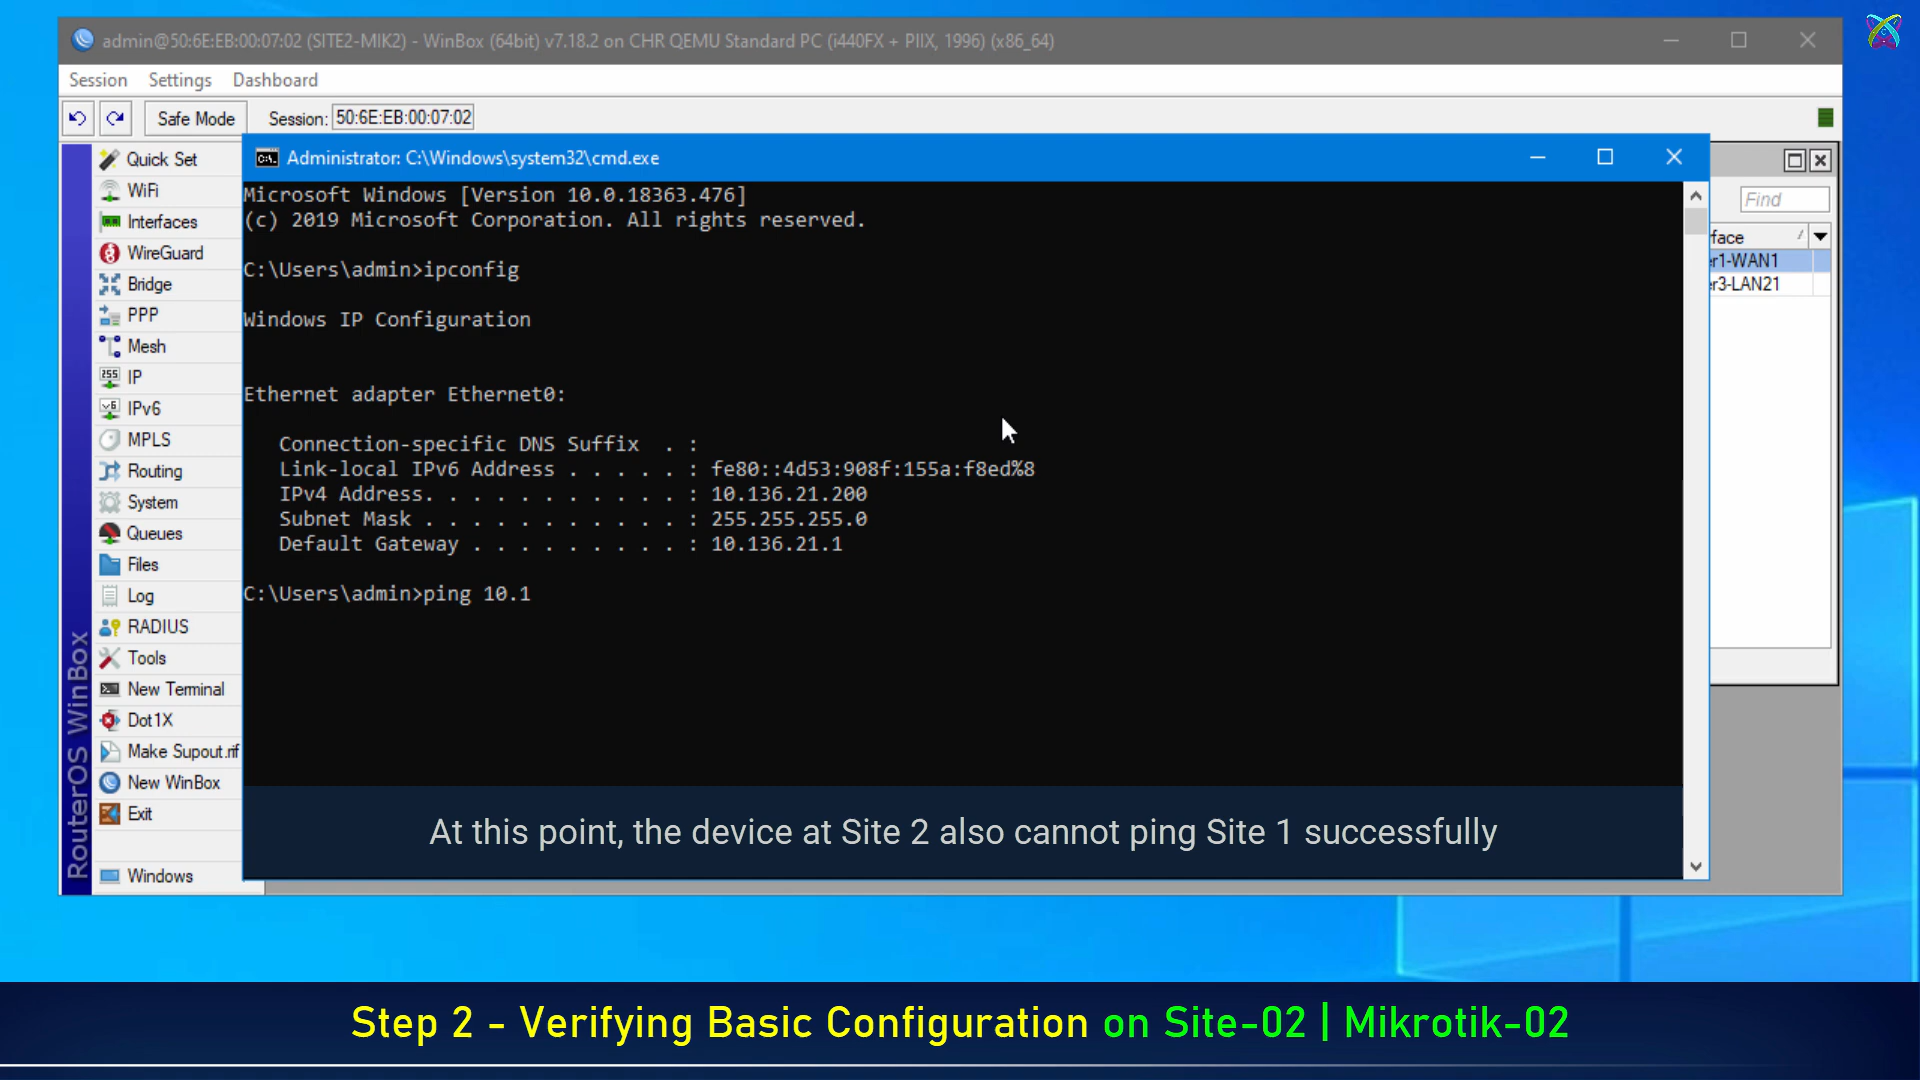 admin@50:6E:EB:00:07:02 (SITE2-MIK2) - WinBox (64bit) v7.18.2 on CHR QEMU Standard PC (i440FX + PIIX, 1996) (x86_64)
Session Settings Dashboard
Safe Mode Session: 50:6E:EB:00:07:02
Quick Set
WiFi
Interfaces
WireGuard
Bridge
PPP
Mesh
IP
IPv6
MPLS
Routing
System
Queues
Files
Log
RADIUS
Tools
New Terminal
Dot1X
Make Supout.rif
New WinBox
Exit
Windows
RouterOS WinBox
Administrator: C:\Windows\system32\cmd.exe
Microsoft Windows [Version 10.0.18363.476]
(c) 2019 Microsoft Corporation. All rights reserved.
C:\Users\admin>ipconfig
Windows IP Configuration
Ethernet adapter Ethernet0:
Connection-specific DNS Suffix . :
Link-local IPv6 Address . . . . . : fe80::4d53:908f:155a:f8ed%8
IPv4 Address. . . . . . . . . . . : 10.136.21.200
Subnet Mask . . . . . . . . . . . : 255.255.255.0
Default Gateway . . . . . . . . . : 10.136.21.1
C:\Users\admin>ping 10.1
Find
face
er1-WAN1
er3-LAN21
At this point, the device at Site 2 also cannot ping Site 1 successfully
Step 2 - Verifying Basic Configuration on Site-02 | Mikrotik-02